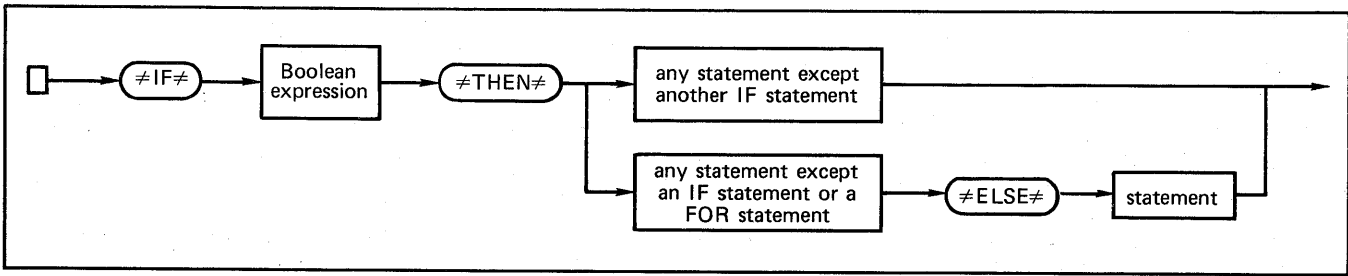 ≠IF≠
Boolean
expression
≠THEN≠
any statement except
another IF statement
any statement except
an IF statement or a
FOR statement
≠ELSE≠
statement